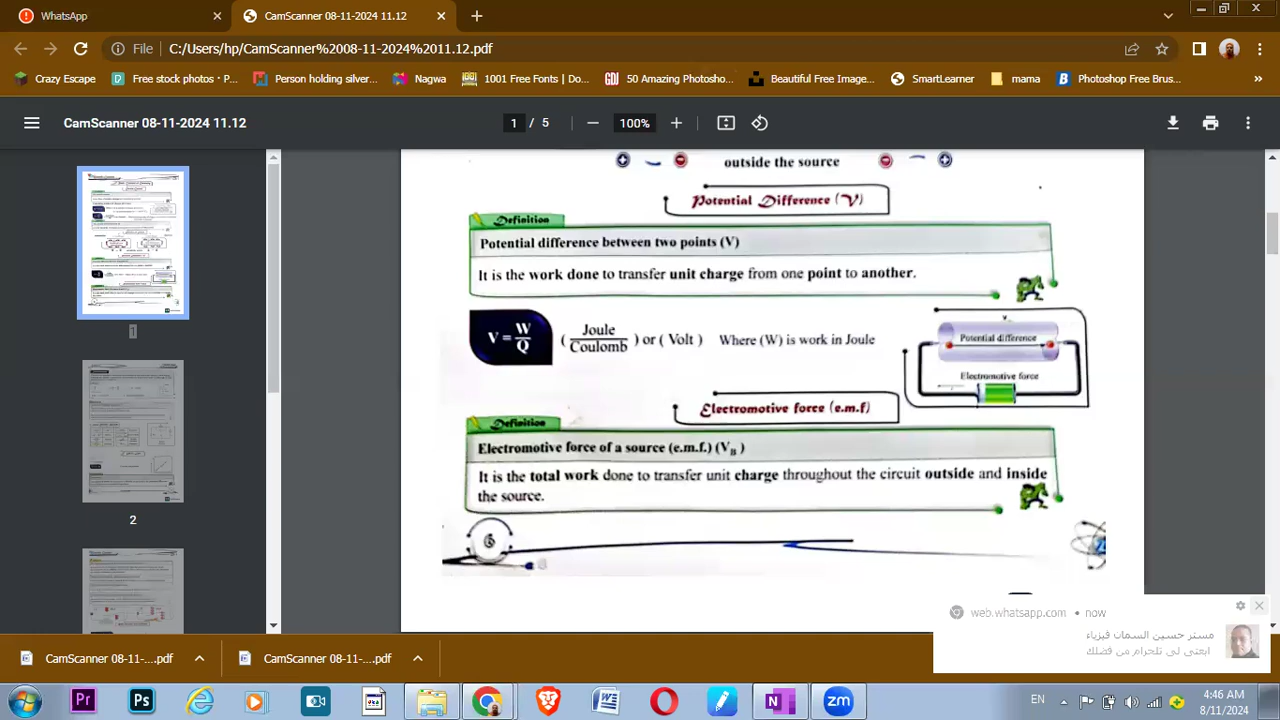 WhatsApp
CamScanner 08-11-2024 11.12
File
C:/Users/hp/CamScanner%2008-11-2024%2011.12.pdf
Crazy Escape
Free stock photos · P...
Person holding silver...
Nagwa
1001 Free Fonts | Do...
50 Amazing Photosho...
Beautiful Free Image...
SmartLearner
mama
Photoshop Free Brus...
CamScanner 08-11-2024 11.12
1 / 5
100%
outside the source
Potential Difference (V)
Definition
Potential difference between two points (V)
It is the work done to transfer unit charge from one point to another.
V = W/Q (Joule/Coulomb) or ( Volt ) Where (W) is work in Joule
V
Potential difference
Electromotive force
Electromotive force (e.m.f)
Definition
Electromotive force of a source (e.m.f.) (VB)
It is the total work done to transfer unit charge throughout the circuit outside and inside
the source.
6
1
2
web.whatsapp.com • now
مستر حسين السمان فيزياء
ابعتى لى تلجرام من فضلك
CamScanner 08-11-....pdf
CamScanner 08-11-....pdf
EN
4:46 AM
8/11/2024